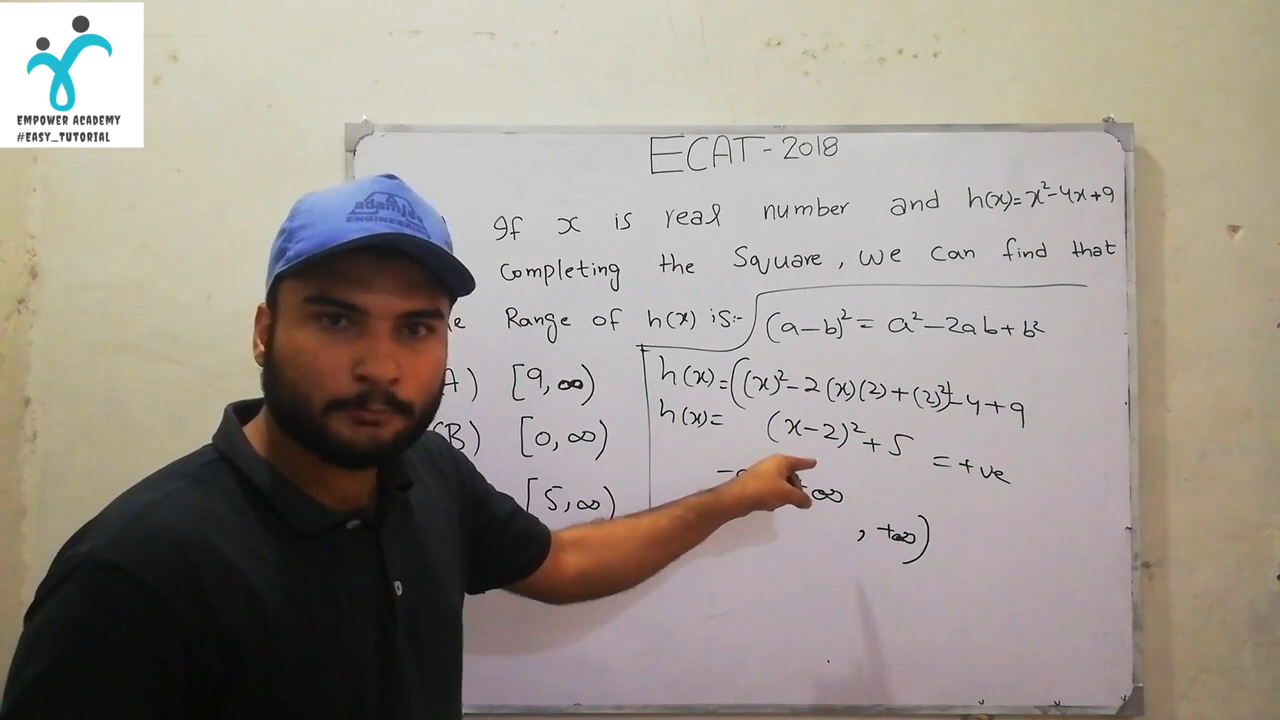 EMPOWER ACADEMY
#EASY_TUTORIAL
ECAT-2018
If x is real number and h(x)=x²-4x+9
completing the Square, we can find that
Range of h(x) is:-
(a-b)² = a²-2ab+b²
A) [9,∞)
(B) [0,∞)
[5,∞)
h(x)=((x)²-2(x)(2)+(2)²)-4+9
h(x)= (x-2)²+5 =+ve
∞
, +∞)
adamjee
ENGINEERING